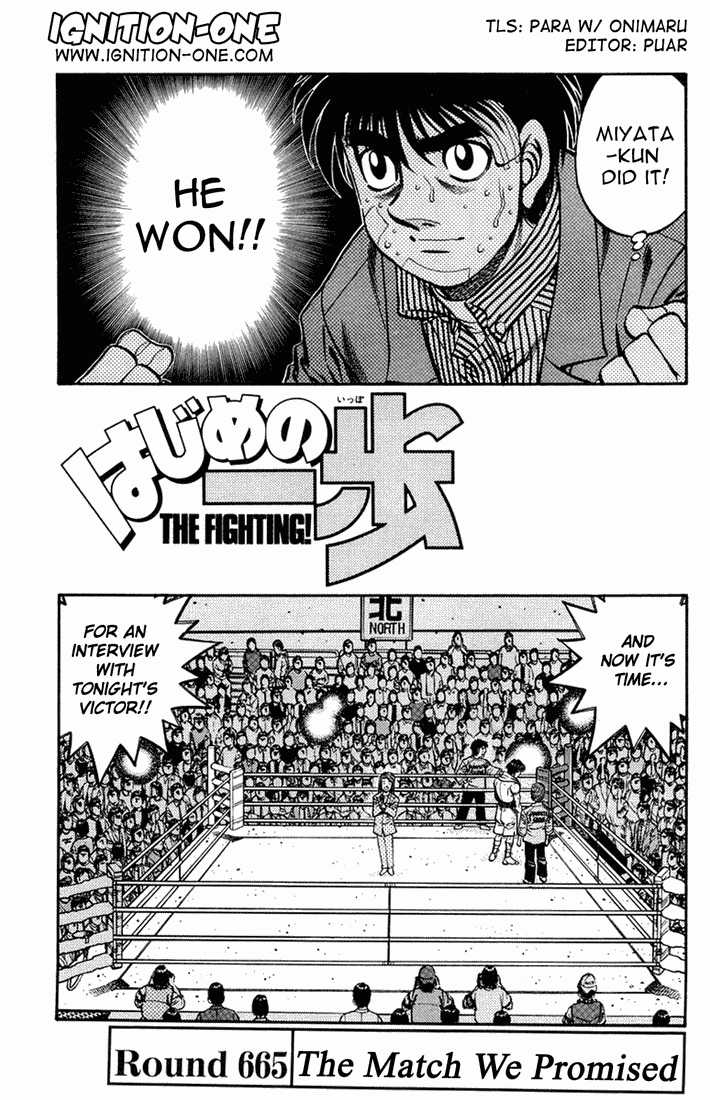 IGNITION-ONE
WWW.IGNITION-ONE.COM
TLS: PARA W/ ONIMARU
EDITOR: PUAR
MIYATA
-KUN
DID IT!
HE
WON!!
いっぽ
はじめの一歩
THE FIGHTING!
北
NORTH
AND
NOW IT'S
TIME...
FOR AN
INTERVIEW
WITH
TONIGHT'S
VICTOR!!
Round 665 The Match We Promised